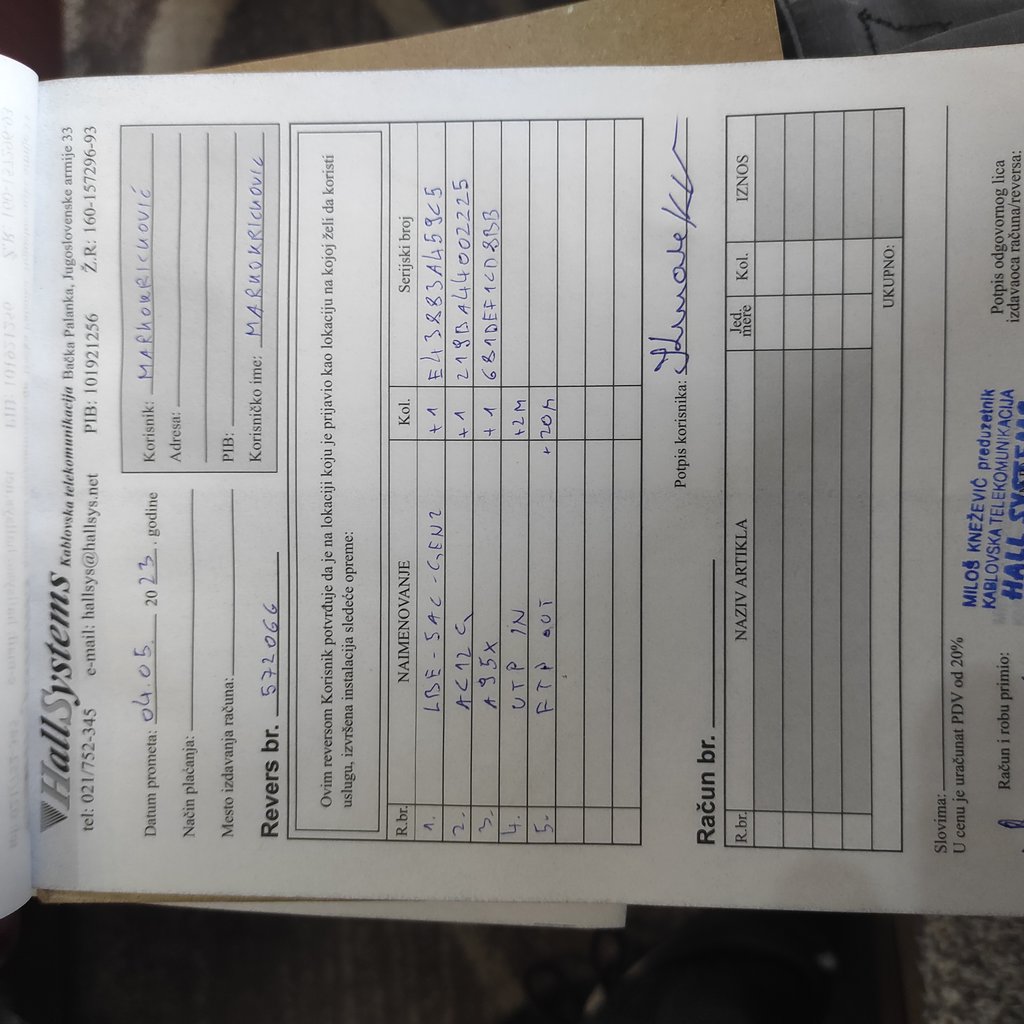 HallSystems Kablovska telekomunikacija Bačka Palanka, Jugoslovenske armije 33
tel: 021/752-345 e-mail: hallsys@hallsys.net PIB: 101921256 Ž.R: 160-157296-93
Datum prometa: 04.05. 2023. godine
Način plaćanja:
Mesto izdavanja računa:
Revers br. 572066
Korisnik: MARKOKRICKOVIĆ
Adresa:
PIB:
Korisničko ime: MARKOKRICKOVIC
Ovim reversom Korisnik potvrđuje da je na lokaciji koju je prijavio kao lokaciju na kojoj želi da koristi
uslugu, izvršena instalacija sledeće opreme:
R.br. NAIMENOVANJE Kol. Serijski broj
1. LBE-5AC-GEN2 +1 E43883A459C5
2. AC12G +1 219BA44002225
3. A95X +1 6B1DEF1CD8BB
4. UTP IN +2M
5. FTP OUT +20M
Potpis korisnika:
Račun br.
R.br. NAZIV ARTIKLA Jed. mere Kol. IZNOS
UKUPNO:
Slovima:
U cenu je uračunat PDV od 20%
Račun i robu primio:
MILOŠ KNEŽEVIĆ preduzetnik
KABLOVSKA TELEKOMUNIKACIJA
HALL SYSTEMS
Potpis odgovornog lica
izdavaoca računa/reversa: